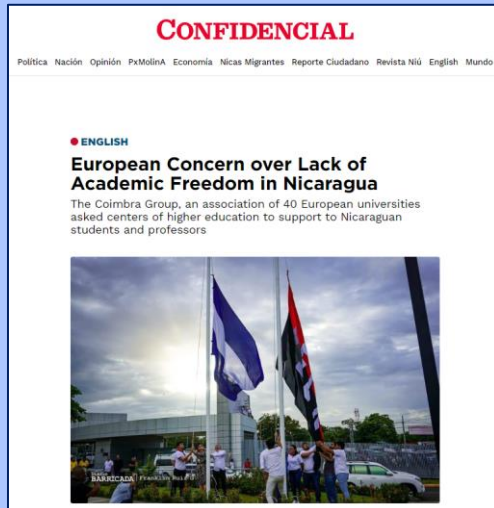 CONFIDENCIAL
Política Nación Opinión PxMolinA Economía Nicas Migrantes Reporte Ciudadano Revista Niú English Mundo
ENGLISH
European Concern over Lack of
Academic Freedom in Nicaragua
The Coimbra Group, an association of 40 European universities
asked centers of higher education to support to Nicaraguan
students and professors
BARRICADA